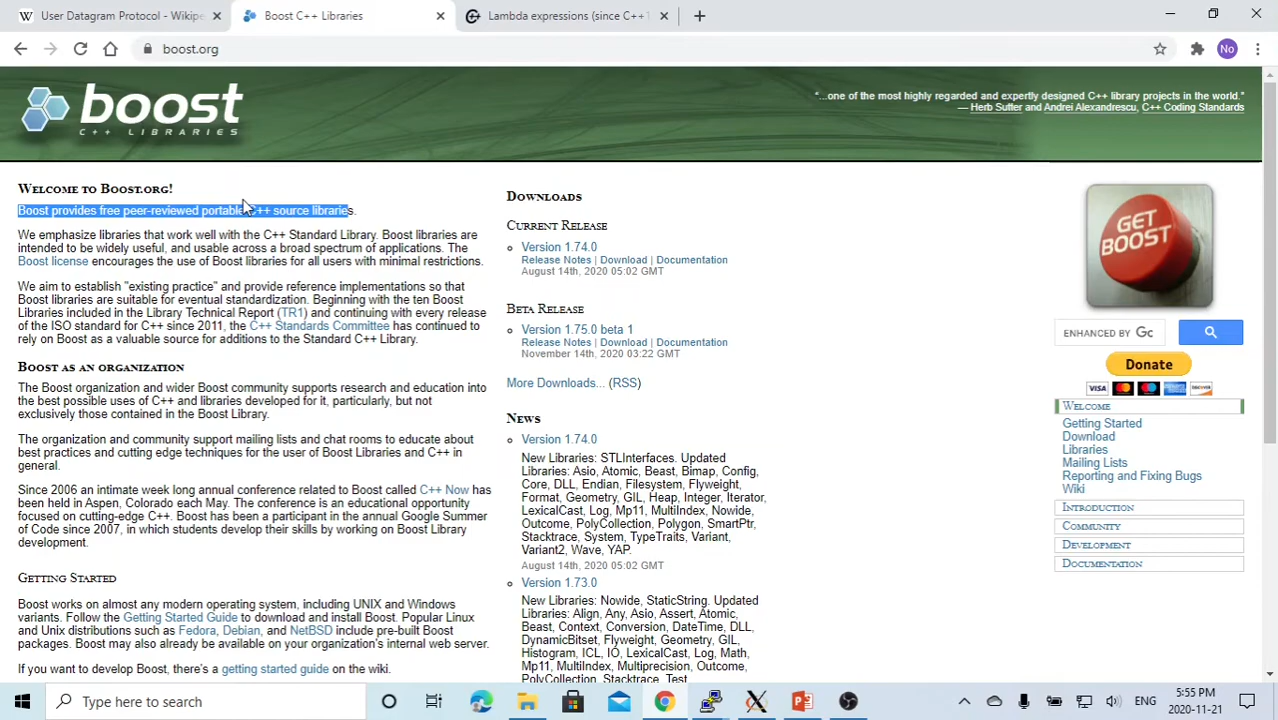 User Datagram Protocol - Wikipe
Boost C++ Libraries
Lambda expressions (since C++1
boost.org
No
boost
C++ LIBRARIES
"...one of the most highly regarded and expertly designed C++ library projects in the world."
— Herb Sutter and Andrei Alexandrescu, C++ Coding Standards
WELCOME TO BOOST.ORG!
Boost provides free peer-reviewed portable C++ source libraries.
We emphasize libraries that work well with the C++ Standard Library. Boost libraries are
intended to be widely useful, and usable across a broad spectrum of applications. The
Boost license encourages the use of Boost libraries for all users with minimal restrictions.
We aim to establish "existing practice" and provide reference implementations so that
Boost libraries are suitable for eventual standardization. Beginning with the ten Boost
Libraries included in the Library Technical Report (TR1) and continuing with every release
of the ISO standard for C++ since 2011, the C++ Standards Committee has continued to
rely on Boost as a valuable source for additions to the Standard C++ Library.
BOOST AS AN ORGANIZATION
The Boost organization and wider Boost community supports research and education into
the best possible uses of C++ and libraries developed for it, particularly, but not
exclusively those contained in the Boost Library.
The organization and community support mailing lists and chat rooms to educate about
best practices and cutting edge techniques for the user of Boost Libraries and C++ in
general.
Since 2006 an intimate week long annual conference related to Boost called C++ Now has
been held in Aspen, Colorado each May. The conference is an educational opportunity
focused on cutting-edge C++. Boost has been a participant in the annual Google Summer
of Code since 2007, in which students develop their skills by working on Boost Library
development.
GETTING STARTED
Boost works on almost any modern operating system, including UNIX and Windows
variants. Follow the Getting Started Guide to download and install Boost. Popular Linux
and Unix distributions such as Fedora, Debian, and NetBSD include pre-built Boost
packages. Boost may also already be available on your organization's internal web server.
If you want to develop Boost, there's a getting started guide on the wiki.
DOWNLOADS
CURRENT RELEASE
Version 1.74.0
Release Notes | Download | Documentation
August 14th, 2020 05:02 GMT
BETA RELEASE
Version 1.75.0 beta 1
Release Notes | Download | Documentation
November 14th, 2020 03:22 GMT
More Downloads... (RSS)
NEWS
Version 1.74.0
New Libraries: STLInterfaces. Updated
Libraries: Asio, Atomic, Beast, Bimap, Config,
Core, DLL, Endian, Filesystem, Flyweight,
Format, Geometry, GIL, Heap, Integer, Iterator,
LexicalCast, Log, Mp11, MultiIndex, Nowide,
Outcome, PolyCollection, Polygon, SmartPtr,
Stacktrace, System, TypeTraits, Variant,
Variant2, Wave, YAP.
August 14th, 2020 05:02 GMT
Version 1.73.0
New Libraries: Nowide, StaticString. Updated
Libraries: Align, Any, Asio, Assert, Atomic,
Beast, Context, Conversion, DateTime, DLL,
DynamicBitset, Flyweight, Geometry, GIL,
Histogram, ICL, IO, LexicalCast, Log, Math,
Mp11, MultiIndex, Multiprecision, Outcome,
PolyCollection, Stacktrace, Test
GET
BOOST
ENHANCED BY Gc
Donate
VISA
WELCOME
Getting Started
Download
Libraries
Mailing Lists
Reporting and Fixing Bugs
Wiki
INTRODUCTION
COMMUNITY
DEVELOPMENT
DOCUMENTATION
Type here to search
ENG
5:55 PM
2020-11-21